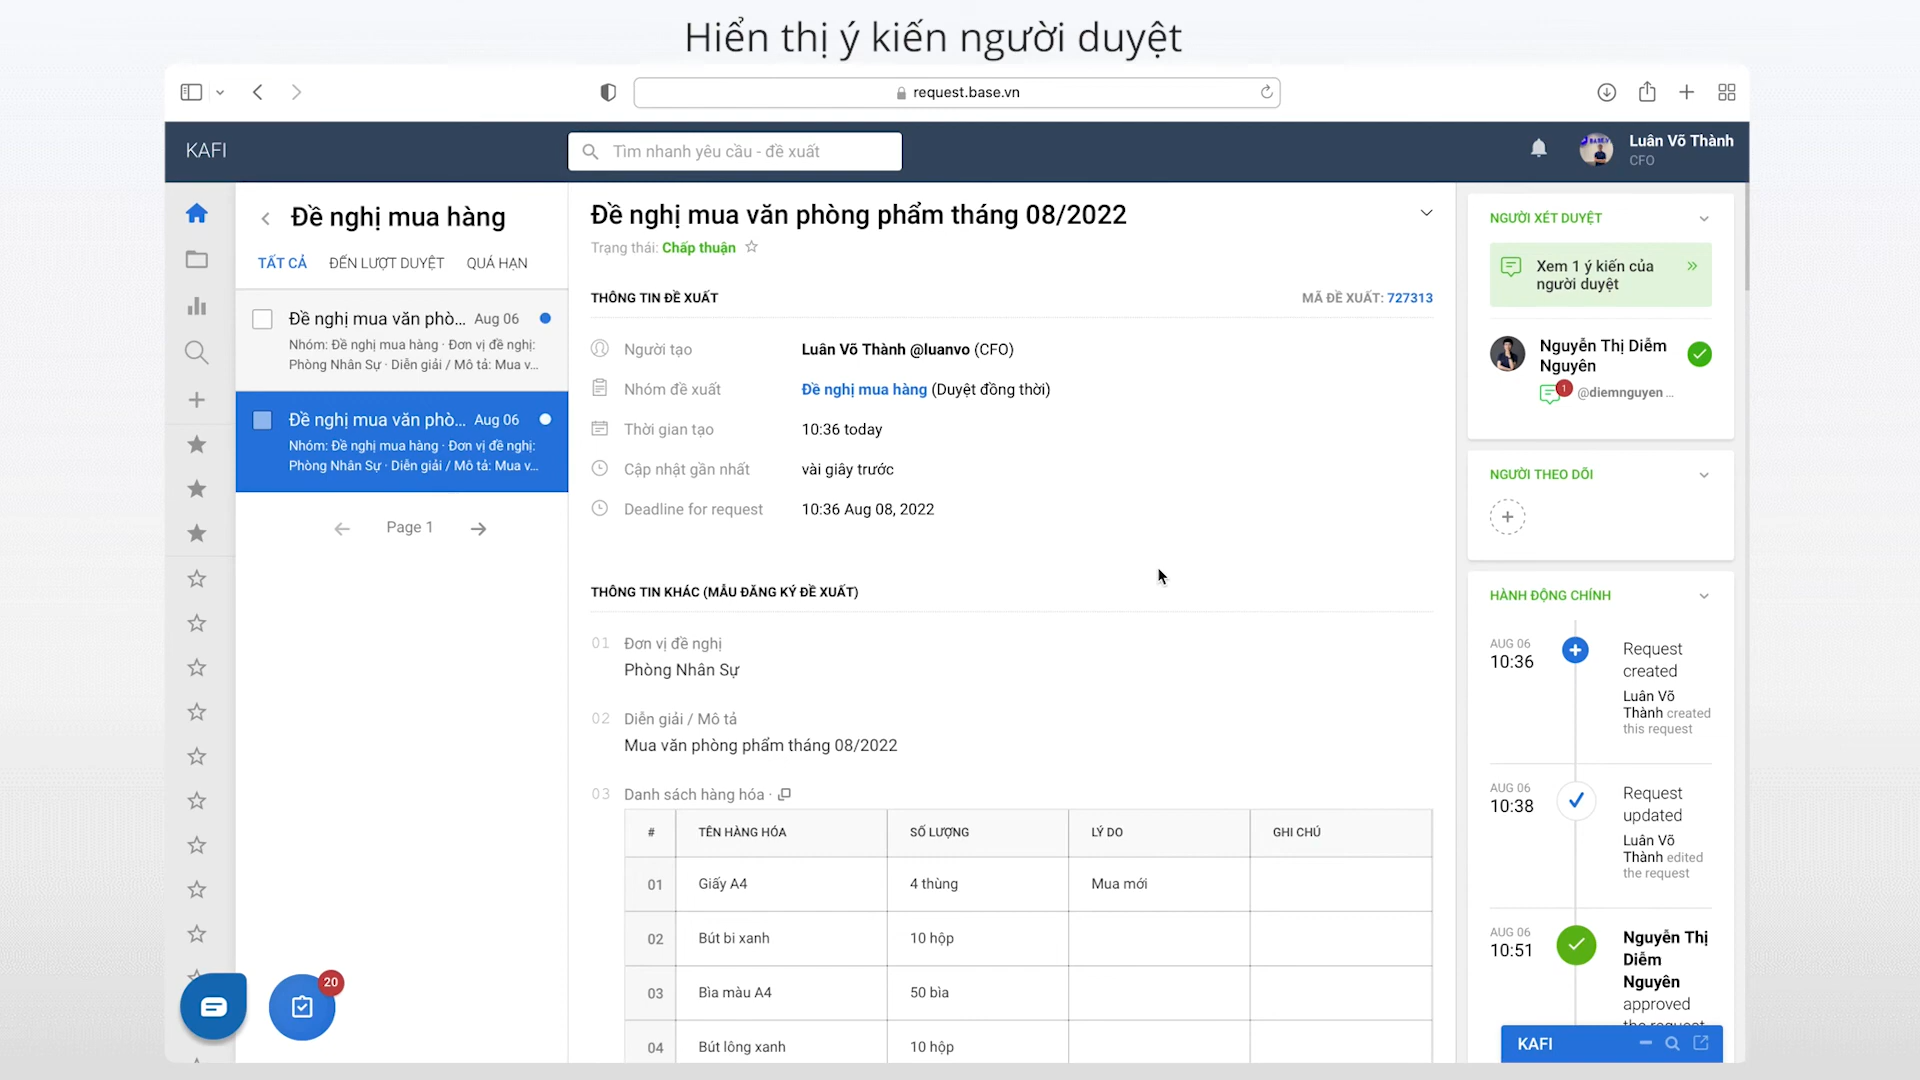 Hiển thị ý kiến người duyệt
request.base.vn
KAFI
Tìm nhanh yêu cầu - đề xuất
Luân Võ Thành
CFO
Đề nghị mua hàng
TẤT CẢ ĐẾN LƯỢT DUYỆT QUÁ HẠN
Đề nghị mua văn phò... Aug 06
Nhóm: Đề nghị mua hàng · Đơn vị đề nghị:
Phòng Nhân Sự · Diễn giải / Mô tả: Mua v...
Đề nghị mua văn phò... Aug 06
Nhóm: Đề nghị mua hàng · Đơn vị đề nghị:
Phòng Nhân Sự · Diễn giải / Mô tả: Mua v...
Page 1
20
Đề nghị mua văn phòng phẩm tháng 08/2022
Trạng thái: Chấp thuận
THÔNG TIN ĐỀ XUẤT MÃ ĐỀ XUẤT: 727313
Người tạo Luân Võ Thành @luanvo (CFO)
Nhóm đề xuất Đề nghị mua hàng (Duyệt đồng thời)
Thời gian tạo 10:36 today
Cập nhật gần nhất vài giây trước
Deadline for request 10:36 Aug 08, 2022
THÔNG TIN KHÁC (MẪU ĐĂNG KÝ ĐỀ XUẤT)
01 Đơn vị đề nghị
Phòng Nhân Sự
02 Diễn giải / Mô tả
Mua văn phòng phẩm tháng 08/2022
03 Danh sách hàng hóa ·
# TÊN HÀNG HÓA SỐ LƯỢNG LÝ DO GHI CHÚ
01 Giấy A4 4 thùng Mua mới
02 Bút bi xanh 10 hộp
03 Bìa màu A4 50 bìa
04 Bút lông xanh 10 hộp
NGƯỜI XÉT DUYỆT
Xem 1 ý kiến của
người duyệt
Nguyễn Thị Diễm
Nguyên
1 @diemnguyen ...
NGƯỜI THEO DÕI
HÀNH ĐỘNG CHÍNH
AUG 06
10:36
Request
created
Luân Võ
Thành created
this request
AUG 06
10:38
Request
updated
Luân Võ
Thành edited
the request
AUG 06
10:51
Nguyễn Thị
Diễm
Nguyên
approved
the request
KAFI